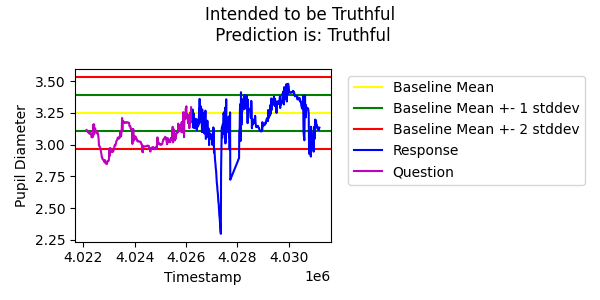 Intended to be Truthful
Prediction is: Truthful
3.50
3.25
3.00
2.75
2.50
2.25
Pupil Diameter
4.022 4.024 4.026 4.028 4.030
1e6
Timestamp
Baseline Mean
Baseline Mean +- 1 stddev
Baseline Mean +- 2 stddev
Response
Question